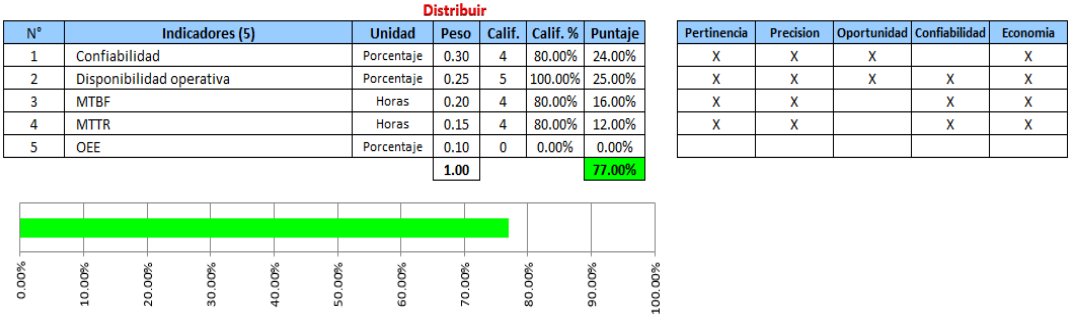 Distribuir
N° Indicadores (5) Unidad Peso Calif. Calif. % Puntaje Pertinencia Precision Oportunidad Confiabilidad Economia
1 Confiabilidad Porcentaje 0.30 4 80.00% 24.00% X X X X
2 Disponibilidad operativa Porcentaje 0.25 5 100.00% 25.00% X X X X X
3 MTBF Horas 0.20 4 80.00% 16.00% X X X X
4 MTTR Horas 0.15 4 80.00% 12.00% X X X X
5 OEE Porcentaje 0.10 0 0.00% 0.00%
1.00 77.00%
0.00% 10.00% 20.00% 30.00% 40.00% 50.00% 60.00% 70.00% 80.00% 90.00% 100.00%